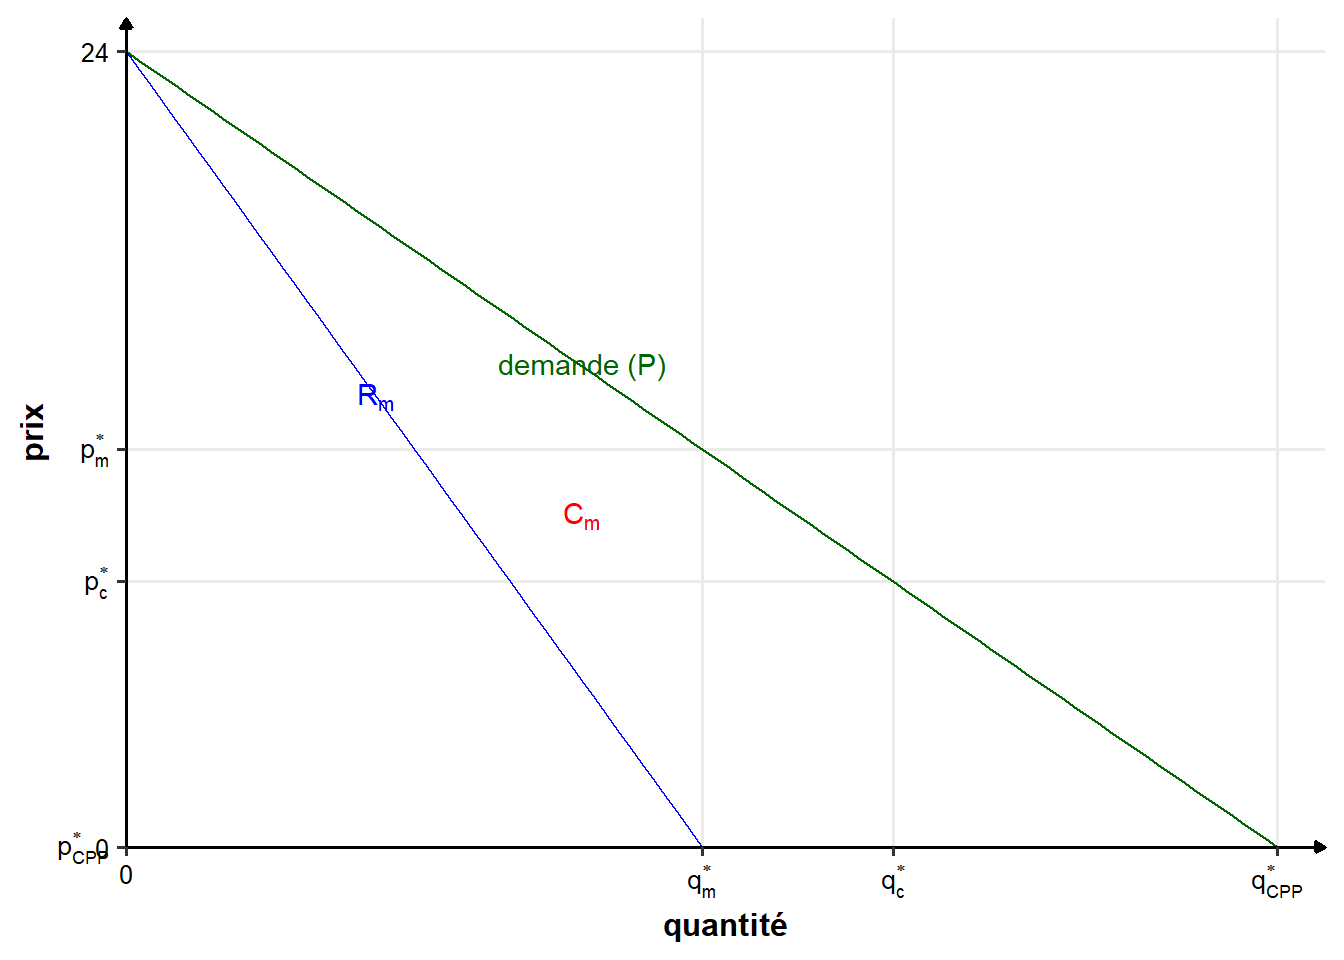 24
demande (P)
Rm
prix
p*m
Cm
p*c
p*CPP
0
0
q*m
q*c
q*CPP
quantité